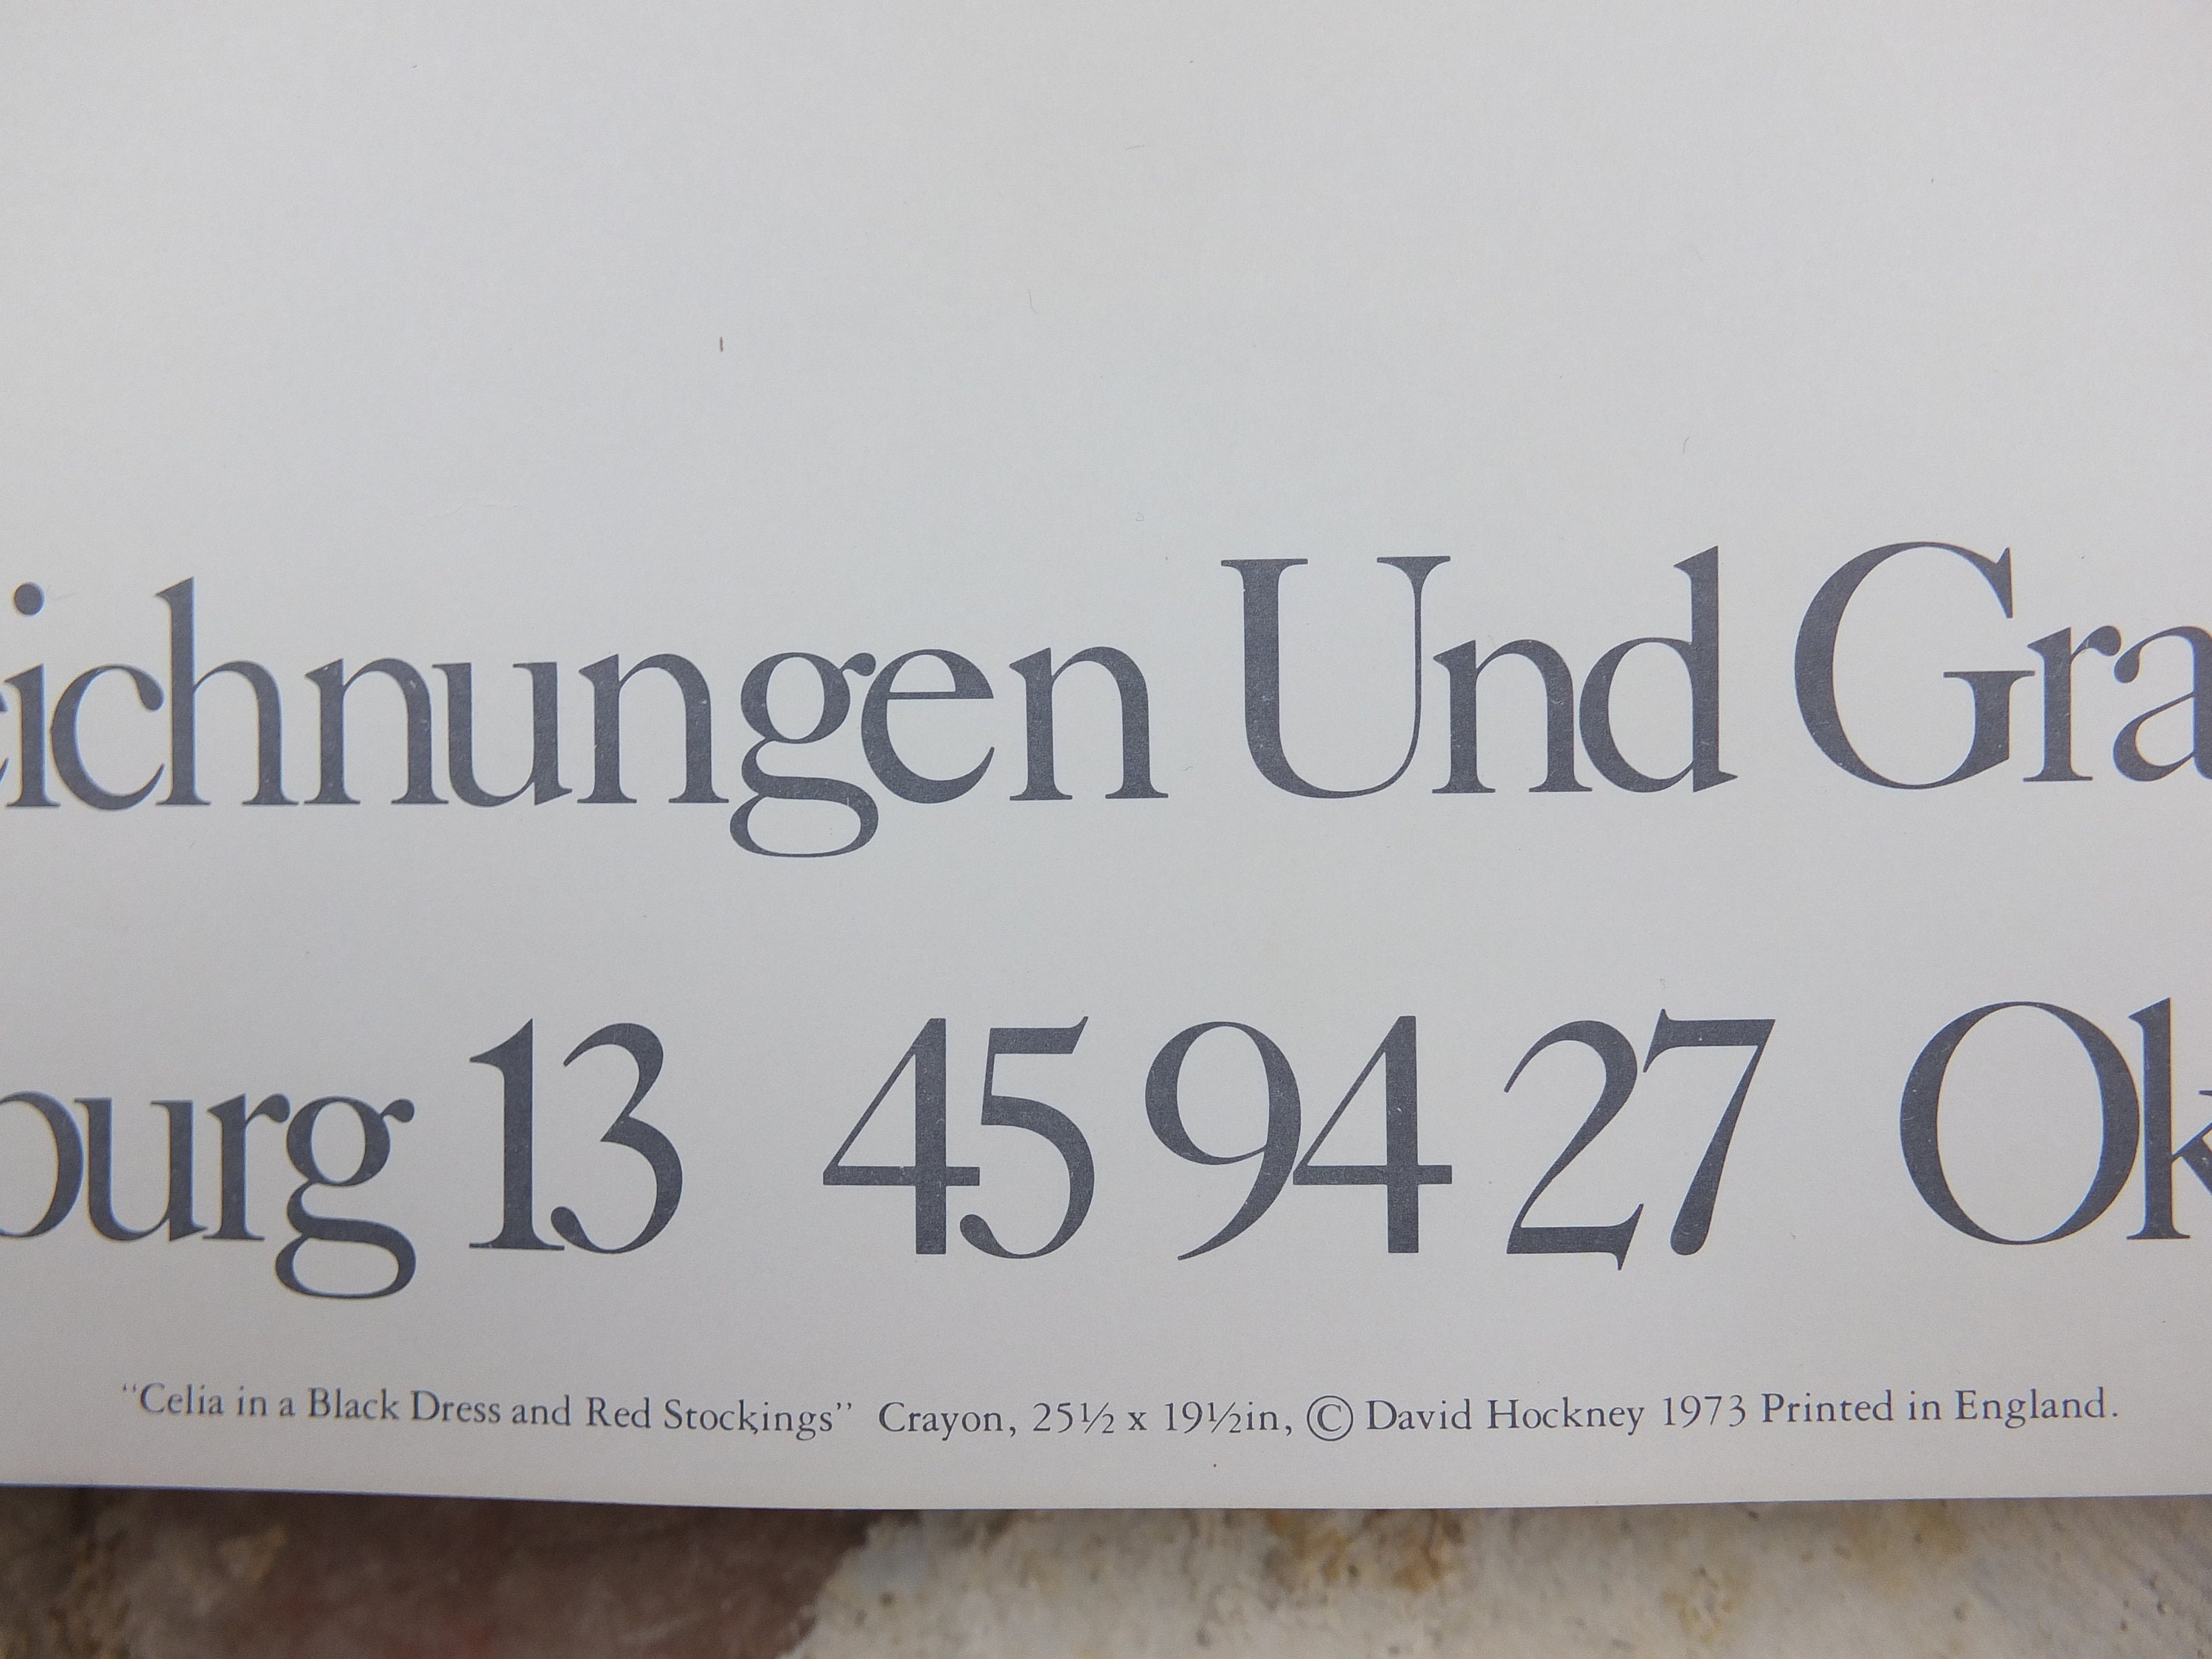 eichnungen Und Gra
burg 13 45 94 27 Ok
“Celia in a Black Dress and Red Stockings” Crayon, 25½ x 19½in, © David Hockney 1973 Printed in England.